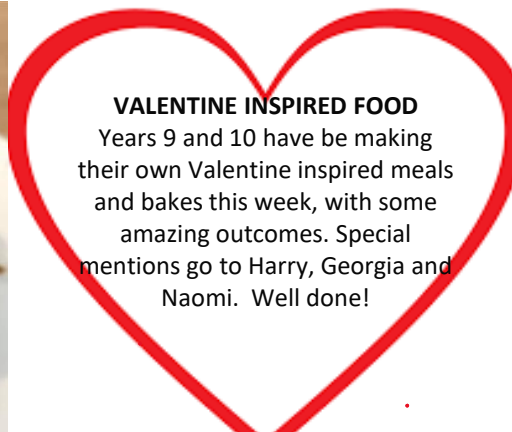 VALENTINE INSPIRED FOOD
Years 9 and 10 have be making
their own Valentine inspired meals
and bakes this week, with some
amazing outcomes. Special
mentions go to Harry, Georgia and
Naomi.  Well done!